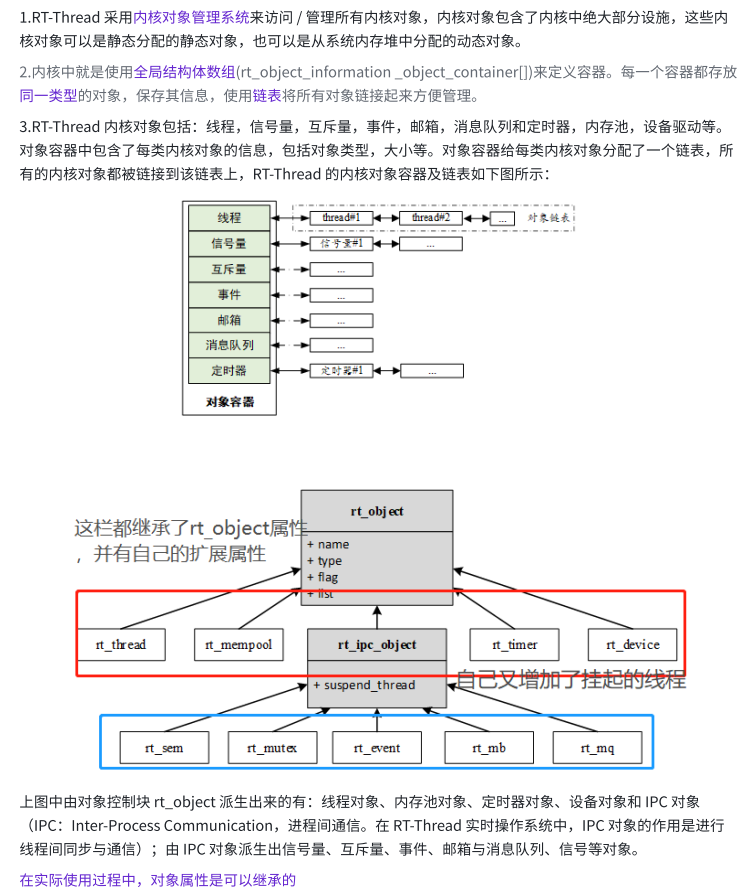 1.RT-Thread 采用内核对象管理系统来访问 / 管理所有内核对象，内核对象包含了内核中绝大部分设施，这些内
核对象可以是静态分配的静态对象，也可以是从系统内存堆中分配的动态对象。
2.内核中就是使用全局结构体数组(rt_object_information _object_container[])来定义容器。每一个容器都存放
同一类型的对象，保存其信息，使用链表将所有对象链接起来方便管理。
3.RT-Thread 内核对象包括：线程，信号量，互斥量，事件，邮箱，消息队列和定时器，内存池，设备驱动等。
对象容器中包含了每类内核对象的信息，包括对象类型，大小等。对象容器给每类内核对象分配了一个链表，所
有的内核对象都被链接到该链表上，RT-Thread 的内核对象容器及链表如下图所示：
线程 thread#1 thread#2 ... 对象链表
信号量 信号量#1 ...
互斥量 ...
事件 ...
邮箱 ...
消息队列 ...
定时器 定时器#1 ...
对象容器
rt_object
这栏都继承了rt_object属性
，并有自己的扩展属性
+ name
+ type
+ flag
+ list
rt_thread rt_mempool rt_ipc_object rt_timer rt_device
自己又增加了挂起的线程
+ suspend_thread
rt_sem rt_mutex rt_event rt_mb rt_mq
上图中由对象控制块 rt_object 派生出来的有：线程对象、内存池对象、定时器对象、设备对象和 IPC 对象
（IPC：Inter-Process Communication，进程间通信。在 RT-Thread 实时操作系统中，IPC 对象的作用是进行
线程间同步与通信）；由 IPC 对象派生出信号量、互斥量、事件、邮箱与消息队列、信号等对象。
在实际使用过程中，对象属性是可以继承的